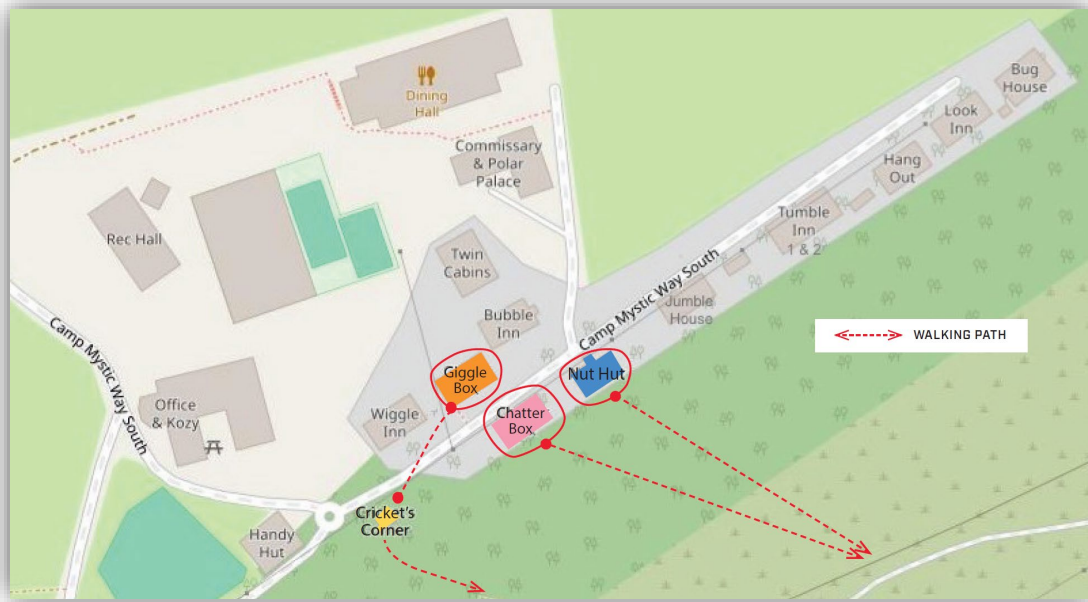 Dining
Hall
Bug
House
Look
Inn
Commissary
& Polar
Palace
Hang
Out
Rec Hall
Tumble
Inn
1 & 2
Twin
Cabins
Camp Mystic Way South
Jumble
House
Bubble
Inn
WALKING PATH
Camp Mystic Way South
Giggle
Box
Nut Hut
Office
& Kozy
Wiggle
Inn
Chatter
Box
Cricket's
Corner
Handy
Hut